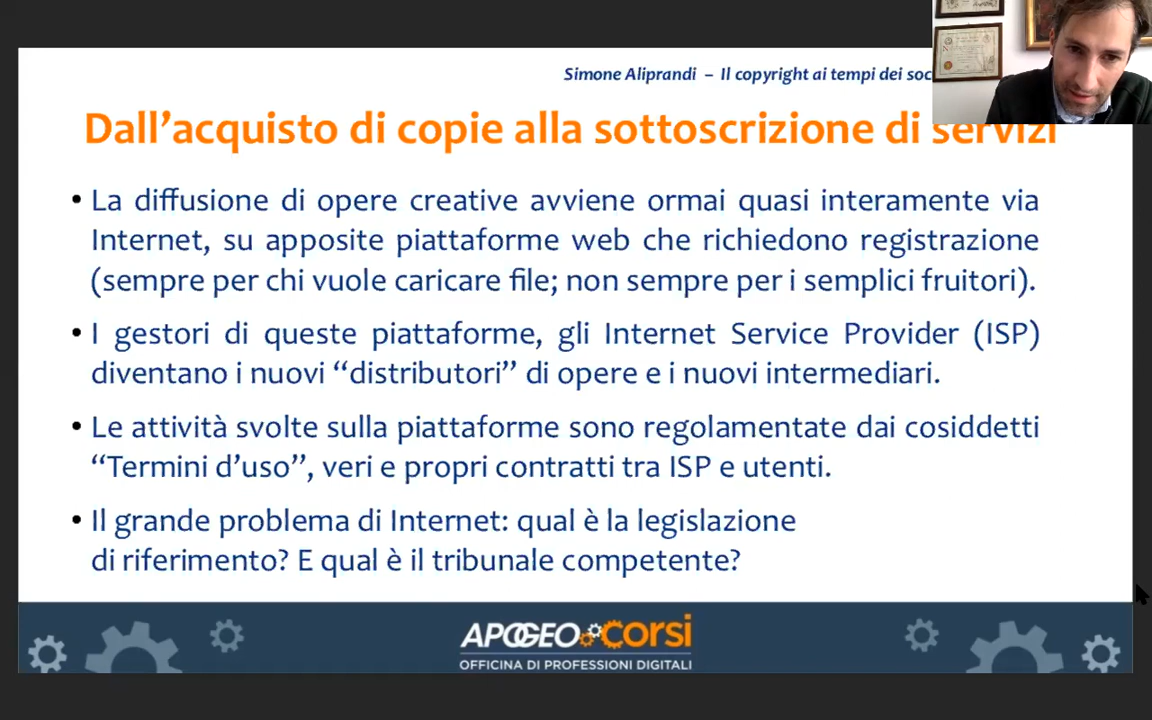 Simone Aliprandi – Il copyright ai tempi dei
Dall’acquisto di copie alla sottoscrizione di servizi
• La diffusione di opere creative avviene ormai quasi interamente via
Internet, su apposite piattaforme web che richiedono registrazione
(sempre per chi vuole caricare file; non sempre per i semplici fruitori).
• I gestori di queste piattaforme, gli Internet Service Provider (ISP)
diventano i nuovi “distributori” di opere e i nuovi intermediari.
• Le attività svolte sulla piattaforme sono regolamentate dai cosiddetti
“Termini d’uso”, veri e propri contratti tra ISP e utenti.
• Il grande problema di Internet: qual è la legislazione
di riferimento? E qual è il tribunale competente?
APOGEO CORSI
OFFICINA DI PROFESSIONI DIGITALI